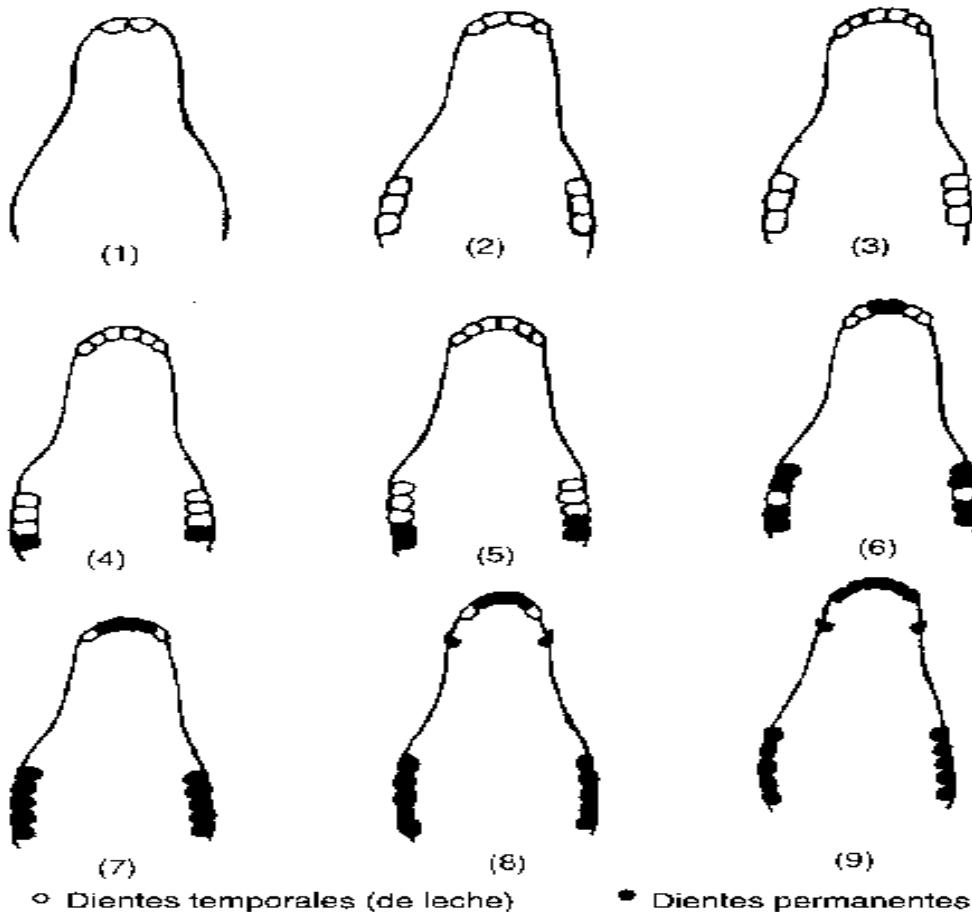 (1) (2) (3)
(4) (5) (6)
(7) (8) (9)
Dientes temporales (de leche) Dientes permanentes